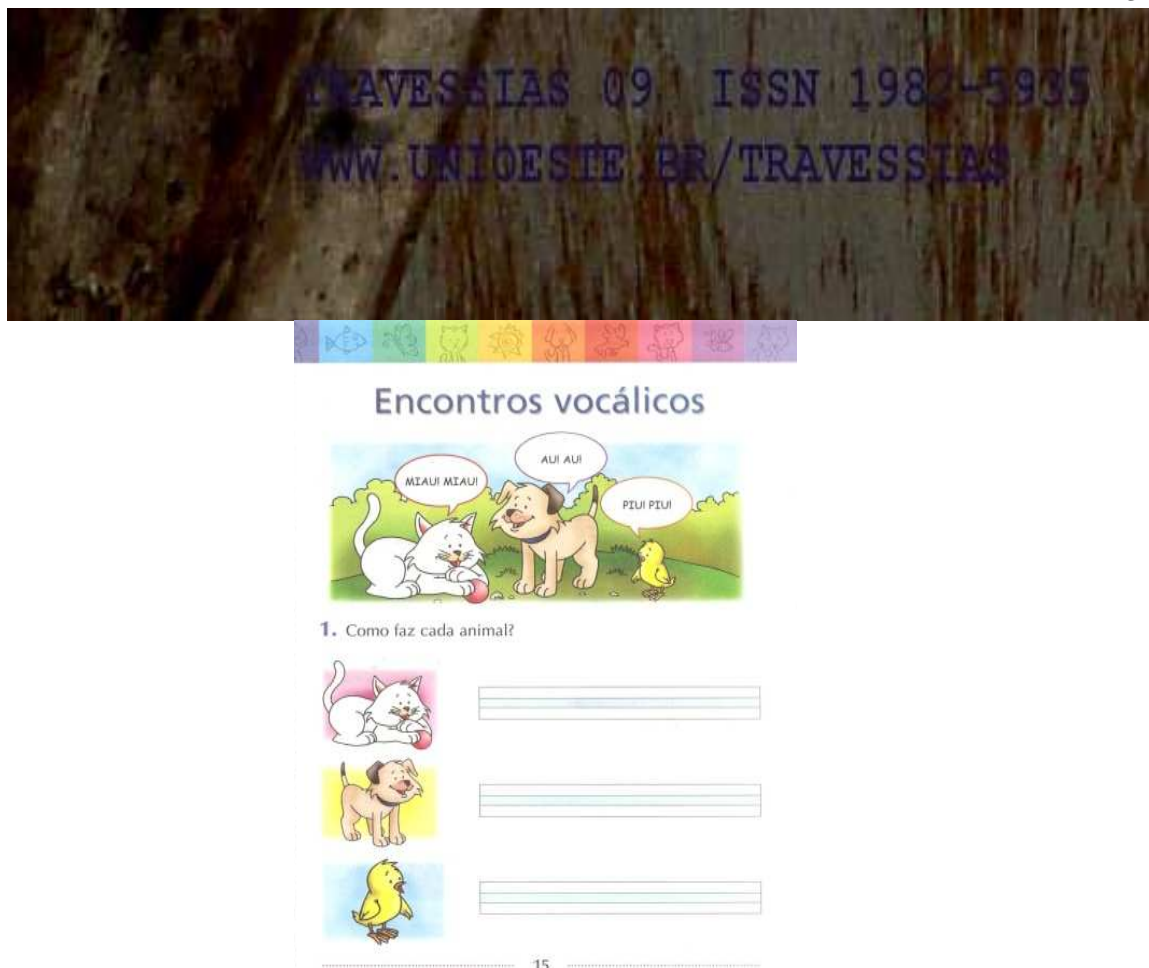 TRAVESSIAS 09 ISSN 1982-5935
WWW.UNIOESTE.BR/TRAVESSIAS
Encontros vocálicos
MIAU! MIAU!
AU! AU!
PIU! PIU!
1. Como faz cada animal?
15